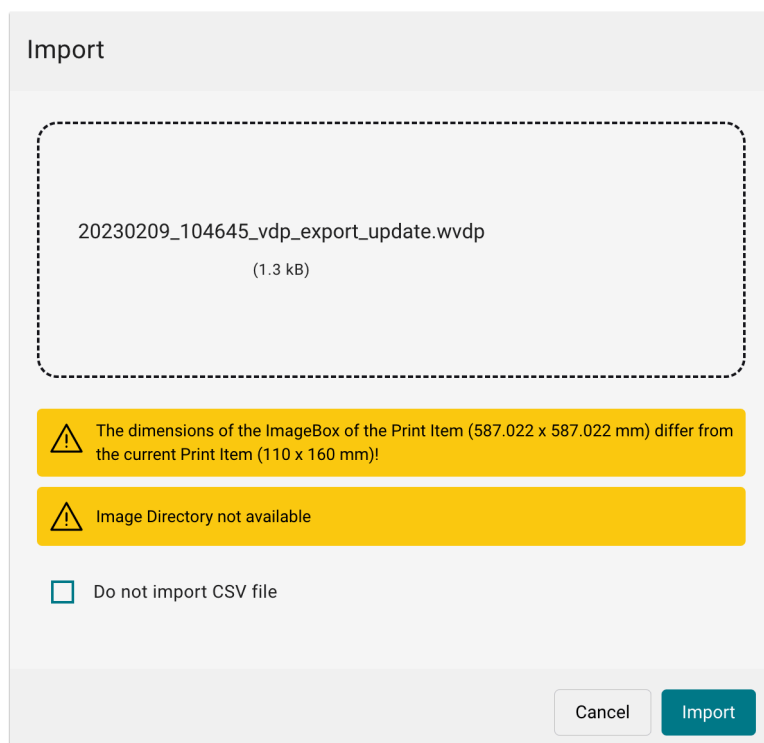 Import
20230209_104645_vdp_export_update.wvdp
(1.3 kB)
The dimensions of the ImageBox of the Print Item (587.022 x 587.022 mm) differ from
the current Print Item (110 x 160 mm)!
Image Directory not available
Do not import CSV file
Cancel
Import